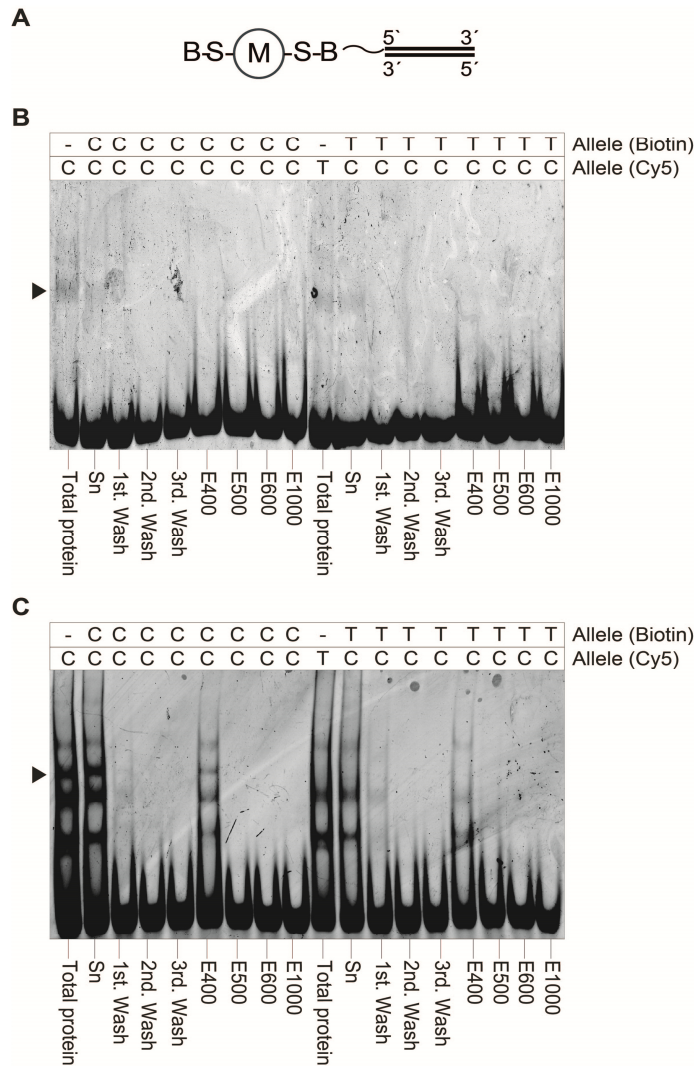 A
5` 3´
B-S- M -S-B
3´ 5´
B
- C C C C C C C C - T T T T T T T T Allele (Biotin)
C C C C C C C C C T C C C C C C C C Allele (Cy5)
Total protein Sn 1st. Wash 2nd. Wash 3rd. Wash E400 E500 E600 E1000 Total protein Sn 1st. Wash 2nd. Wash 3rd. Wash E400 E500 E600 E1000
C
- C C C C C C C C - T T T T T T T T Allele (Biotin)
C C C C C C C C C T C C C C C C C C Allele (Cy5)
Total protein Sn 1st. Wash 2nd. Wash 3rd. Wash E400 E500 E600 E1000 Total protein Sn 1st. Wash 2nd. Wash 3rd. Wash E400 E500 E600 E1000